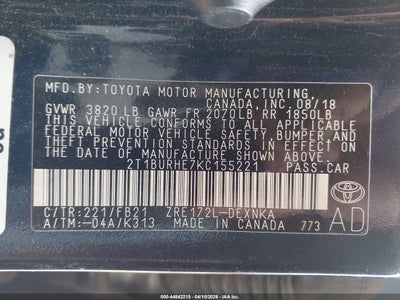 MFD.BY:TOYOTA MOTOR MANUFACTURING,
CANADA,INC. 08/18
GVWR 3820 LB GAWR FR 2070LB RR 1850LB
THIS VEHICLE CONFORMS TO ALL APPLICABLE
FEDERAL MOTOR VEHICLE SAFETY,BUMPER,AND
THEFT PREVENTION STANDARDS IN EFFECT ON
THE DATE OF MANUFACTURE SHOWN ABOVE.
2T1BURHE7KC155221 PASS.CAR
C/TR:221/FB21 ZRE172L-DEXNKA
A/TM:-04A/K313 MADE IN CANADA 773
TOYOTA
AD
000-44842215 - 04/10/2026 - 000